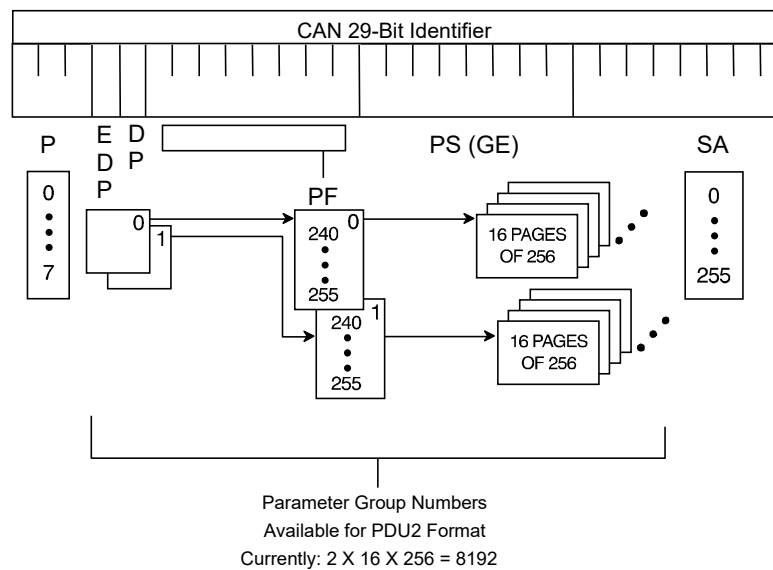 CAN 29-Bit Identifier
P
EDP
DP
PS (GE)
SA
PF
0
7
0
1
0
240
255
1
240
255
16 PAGES
OF 256
16 PAGES
OF 256
0
255
Parameter Group Numbers
Available for PDU2 Format
Currently: 2 X 16 X 256 = 8192